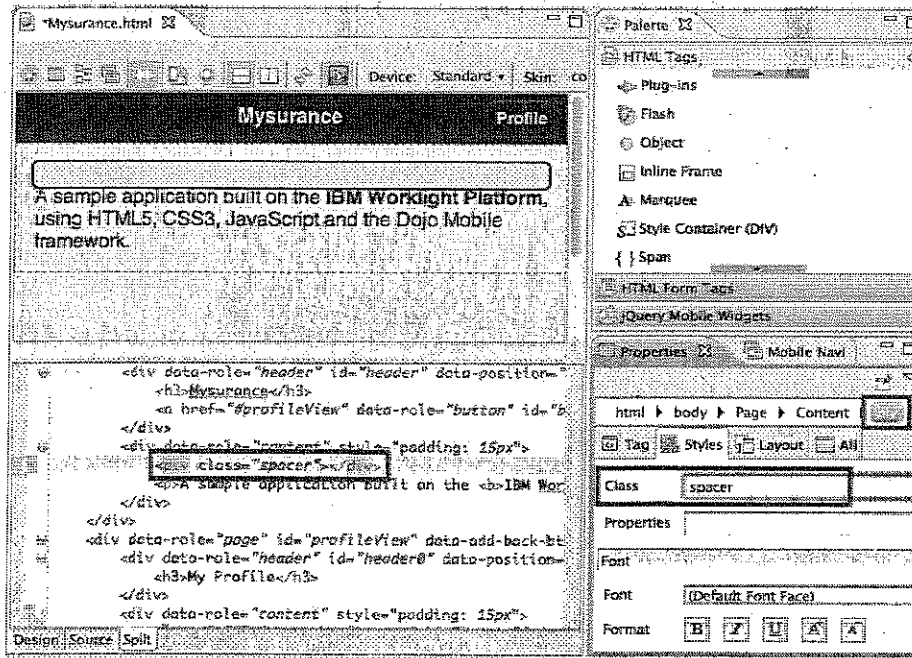 *Mysurance.html
Device: Standard Skin: co
Mysurance Profile
A sample application built on the IBM Worklight Platform,
using HTML5, CSS3, JavaScript and the Dojo Mobile
framework.
<div data-role="header" id="header" data-position="
<h3>Mysurance</h3>
<a href="#profileView" data-role="button" id="b
</div>
<div data-role="content" style="padding: 15px">
<div class="spacer"></div>
<p>A sample application built on the <b>IBM Wor
</div>
</div>
<div data-role="page" id="profileView" data-add-back-bt
<div data-role="header" id="header0" data-position=
<h3>My Profile</h3>
</div>
<div data-role="content" style="padding: 15px">
Design Source Split
Palette
HTML Tags
Plug-ins
Flash
Object
Inline Frame
Marquee
Style Container (DIV)
{ } Span
HTML Form Tags
jQuery Mobile Widgets
Properties Mobile Navi
html body Page Content
Tag Styles Layout All
Class spacer
Properties
Font
Font (Default Font Face)
Format B I U A A